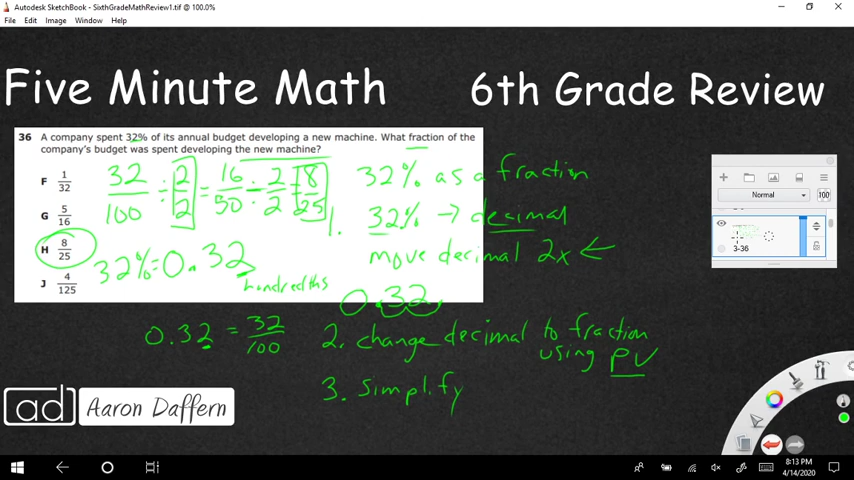 Autodesk SketchBook - SixthGradeMathReview1.tif @ 100.0%
File Edit Image Window Help
Five Minute Math 6th Grade Review
36 A company spent 32% of its annual budget developing a new machine. What fraction of the
company's budget was spent developing the new machine?
F 1/32
G 5/16
H 8/25
J 4/125
32/100 ÷ 2/2 = 16/50 ÷ 2/2 = 8/25
32%=0.32
hundredths
0.32 = 32/100
32% as a fraction
1. 32% → decimal
move decimal 2x ←
0.32.
2. change decimal to fraction
using PV
3. simplify
Normal 100
3-36
ad Aaron Daffern
8:13 PM
4/14/2020